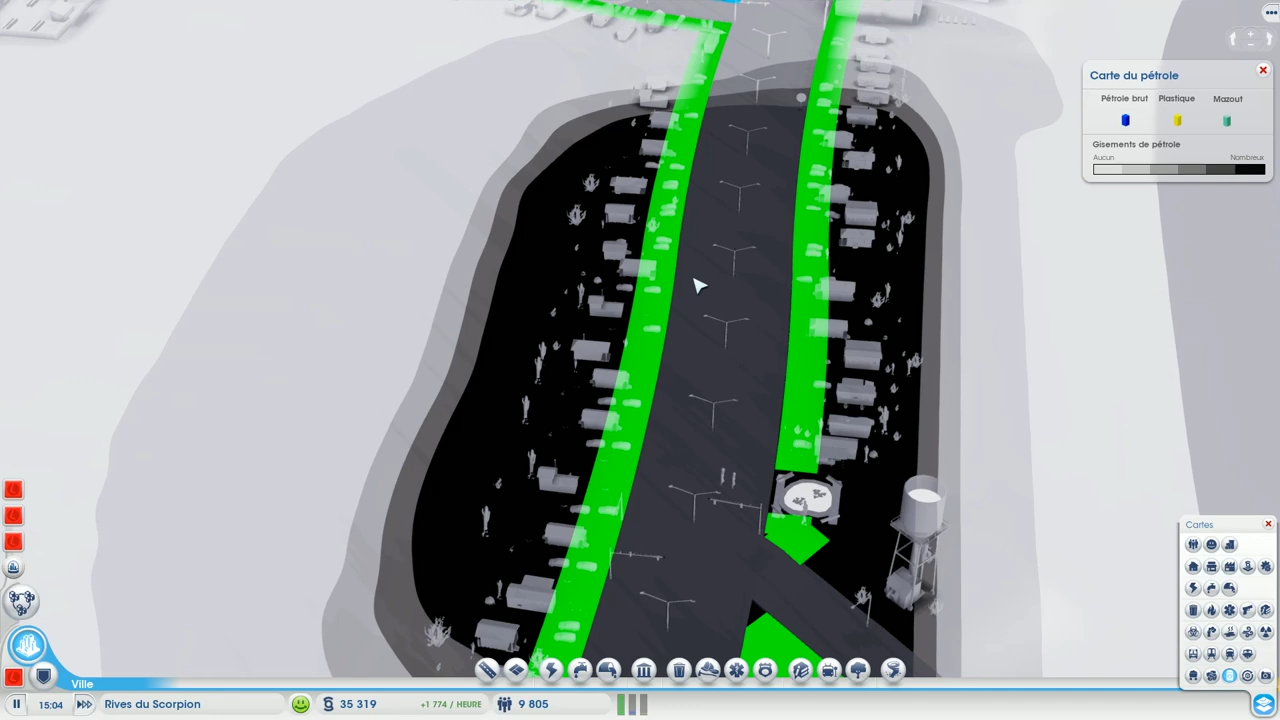 Carte du pétrole
Pétrole brut Plastique Mazout
Gisements de pétrole
Aucun Nombreux
Cartes
Ville
15:04 Rives du Scorpion 35 319 +1 774 / HEURE 9 805